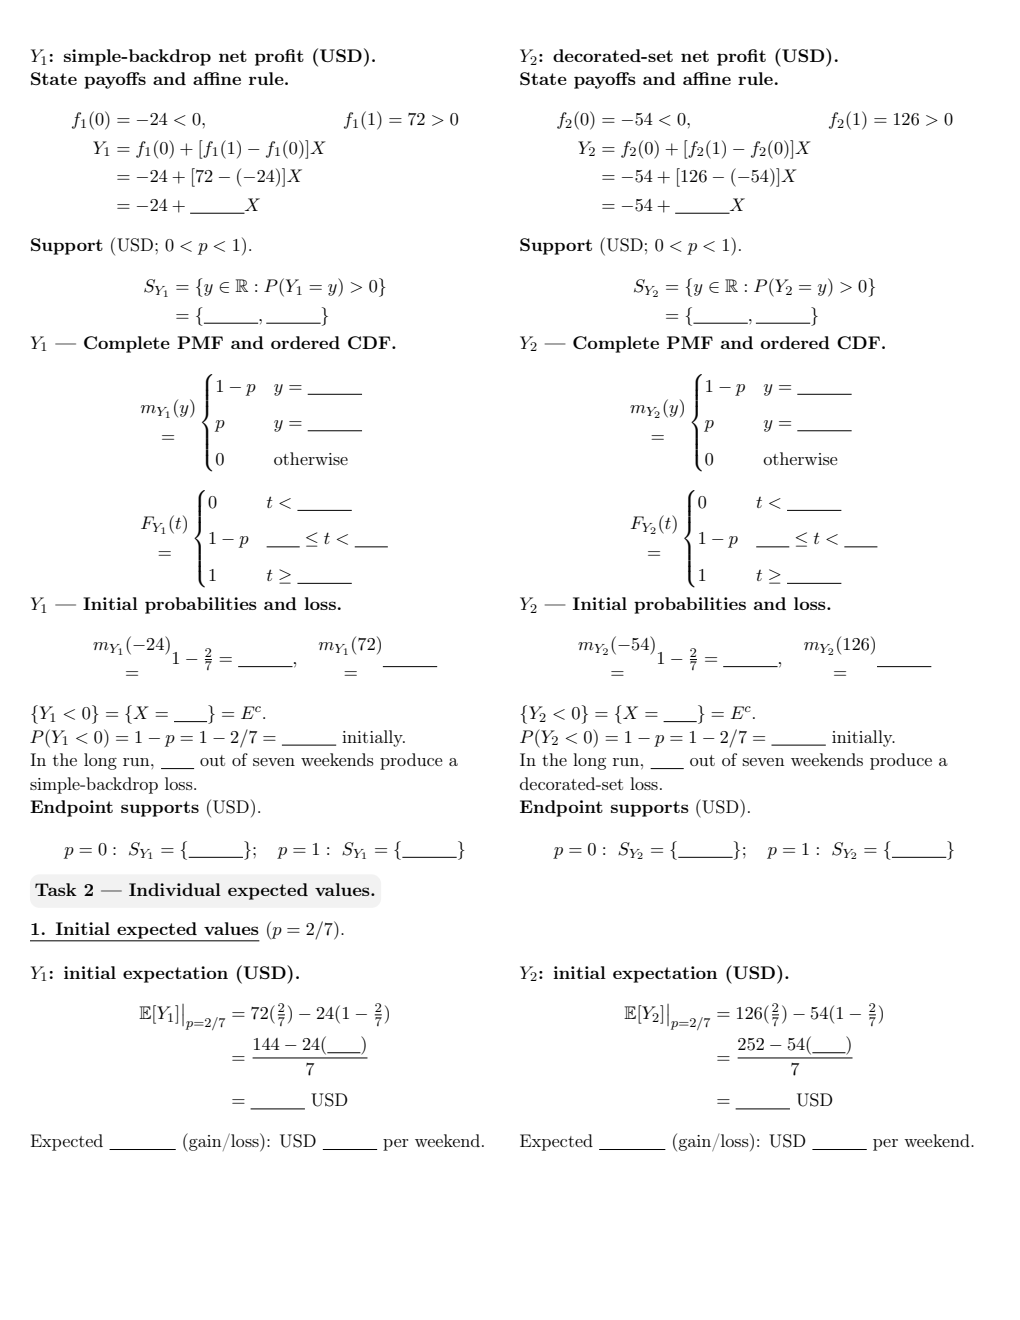 Y₁: simple-backdrop net profit (USD).
State payoffs and affine rule.
f₁(0) = −24 < 0, f₁(1) = 72 > 0
Y₁ = f₁(0) + [f₁(1) − f₁(0)]X
= −24 + [72 − (−24)]X
= −24 + ______X
Support (USD; 0 < p < 1).
S_{Y₁} = {y ∈ ℝ : P(Y₁ = y) > 0}
= {______, ______}
Y₁ — Complete PMF and ordered CDF.
m_{Y₁}(y) = { 1 − p y = ______
p y = ______
0 otherwise
F_{Y₁}(t) = { 0 t < ______
1 − p ___ ≤ t < ___
1 t ≥ ______
Y₁ — Initial probabilities and loss.
m_{Y₁}(−24) = 1 − 2/7 = ______, m_{Y₁}(72) = ______
{Y₁ < 0} = {X = ___} = Eᶜ.
P(Y₁ < 0) = 1 − p = 1 − 2/7 = ______ initially.
In the long run, ___ out of seven weekends produce a
simple-backdrop loss.
Endpoint supports (USD).
p = 0 : S_{Y₁} = {______}; p = 1 : S_{Y₁} = {______}
Y₂: decorated-set net profit (USD).
State payoffs and affine rule.
f₂(0) = −54 < 0, f₂(1) = 126 > 0
Y₂ = f₂(0) + [f₂(1) − f₂(0)]X
= −54 + [126 − (−54)]X
= −54 + ______X
Support (USD; 0 < p < 1).
S_{Y₂} = {y ∈ ℝ : P(Y₂ = y) > 0}
= {______, ______}
Y₂ — Complete PMF and ordered CDF.
m_{Y₂}(y) = { 1 − p y = ______
p y = ______
0 otherwise
F_{Y₂}(t) = { 0 t < ______
1 − p ___ ≤ t < ___
1 t ≥ ______
Y₂ — Initial probabilities and loss.
m_{Y₂}(−54) = 1 − 2/7 = ______, m_{Y₂}(126) = ______
{Y₂ < 0} = {X = ___} = Eᶜ.
P(Y₂ < 0) = 1 − p = 1 − 2/7 = ______ initially.
In the long run, ___ out of seven weekends produce a
decorated-set loss.
Endpoint supports (USD).
p = 0 : S_{Y₂} = {______}; p = 1 : S_{Y₂} = {______}
Task 2 — Individual expected values.
1. Initial expected values (p = 2/7).
Y₁: initial expectation (USD).
𝔼[Y₁]|_{p=2/7} = 72(2/7) − 24(1 − 2/7)
= (144 − 24(___))/7
= ______ USD
Expected _______ (gain/loss): USD ______ per weekend.
Y₂: initial expectation (USD).
𝔼[Y₂]|_{p=2/7} = 126(2/7) − 54(1 − 2/7)
= (252 − 54(___))/7
= ______ USD
Expected _______ (gain/loss): USD ______ per weekend.